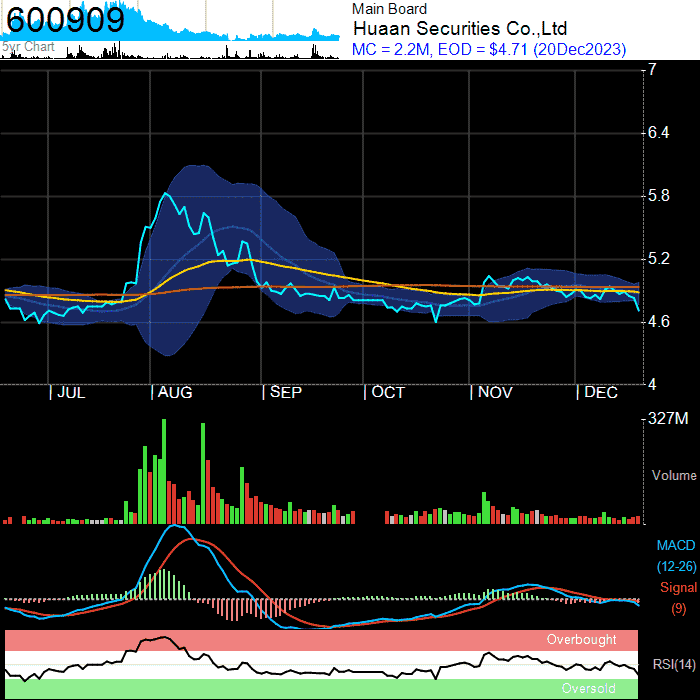 600909
5yr Chart
Main Board
Huaan Securities Co.,Ltd
MC = 2.2M, EOD = $4.71 (20Dec2023)
7
6.4
5.8
5.2
4.6
4
| JUL | AUG | SEP | OCT | NOV | DEC
327M
Volume
MACD
(12-26)
Signal
(9)
Overbought
RSI(14)
Oversold